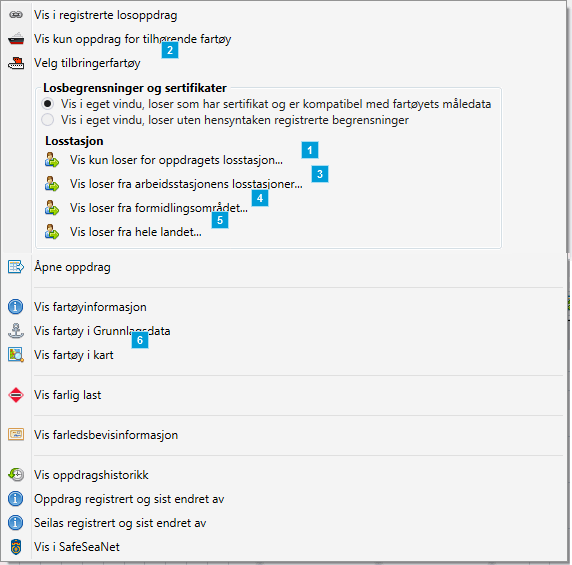 Vis i registrerte losoppdrag
Vis kun oppdrag for tilhørende fartøy
2
Velg tilbringerfartøy
Losbegrensninger og sertifikater
Vis i eget vindu, loser som har sertifikat og er kompatibel med fartøyets måledata
Vis i eget vindu, loser uten hensyntaken registrerte begrensninger
Losstasjon
1
Vis kun loser for oppdragets losstasjon...
3
Vis loser fra arbeidsstasjonens losstasjoner...
4
Vis loser fra formidlingsområdet...
5
Vis loser fra hele landet...
Åpne oppdrag
Vis fartøyinformasjon
Vis fartøy i Grunnlagsdata
6
Vis fartøy i kart
Vis farlig last
Vis farledsbevisinformasjon
Vis oppdragshistorikk
Oppdrag registrert og sist endret av
Seilas registrert og sist endret av
Vis i SafeSeaNet